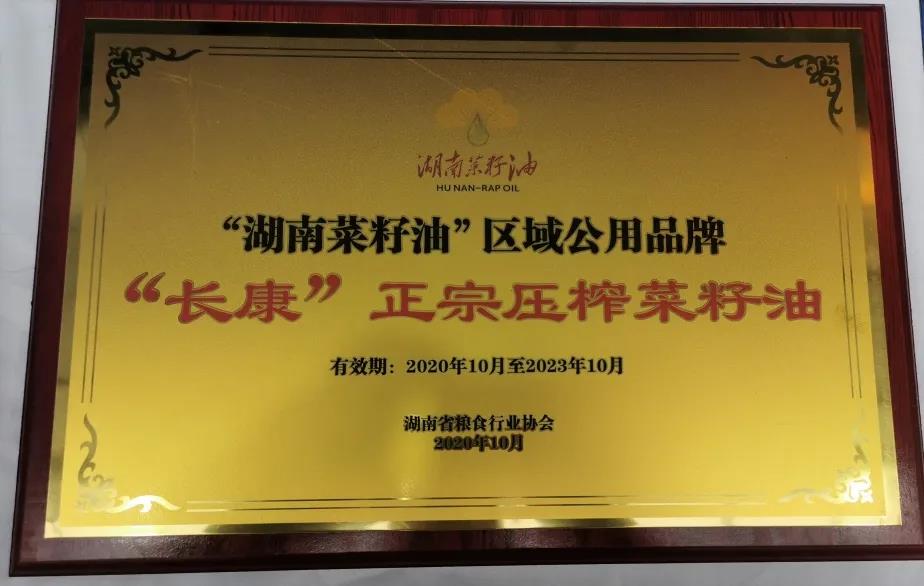 湖南菜籽油
HU NAN-RAP OIL
“湖南菜籽油”区域公用品牌
“长康”正宗压榨菜籽油
有效期：2020年10月至2023年10月
湖南省粮食行业协会
2020年10月